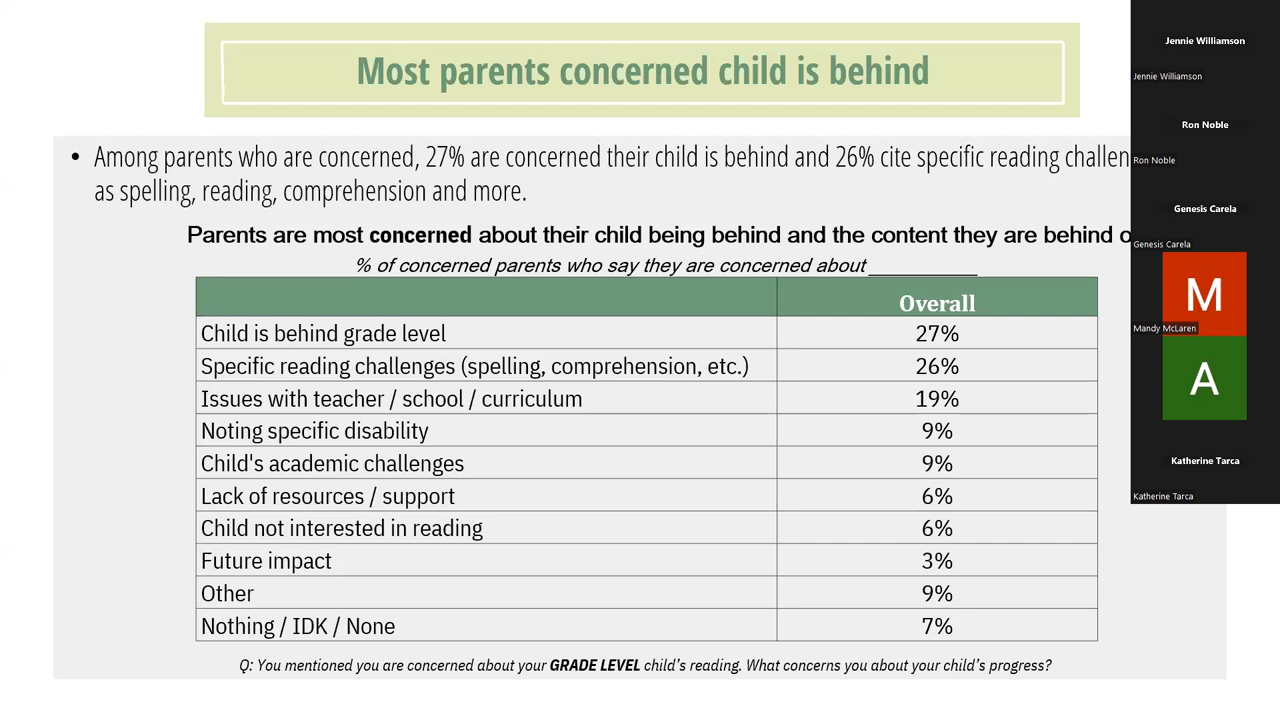 Most parents concerned child is behind
• Among parents who are concerned, 27% are concerned their child is behind and 26% cite specific reading
as spelling, reading, comprehension and more.
Parents are most concerned about their child being behind and the content they are behind
% of concerned parents who say they are concerned about __________
Overall
Child is behind grade level 27%
Specific reading challenges (spelling, comprehension, etc.) 26%
Issues with teacher / school / curriculum 19%
Noting specific disability 9%
Child's academic challenges 9%
Lack of resources / support 6%
Child not interested in reading 6%
Future impact 3%
Other 9%
Nothing / IDK / None 7%
Q: You mentioned you are concerned about your GRADE LEVEL child's reading. What concerns you about your child's progress?
Jennie Williamson
Jennie Williamson
Ron Noble
Ron Noble
Genesis Carela
Genesis Carela
M
Mandy McLaren
A
Katherine Tarca
Katherine Tarca